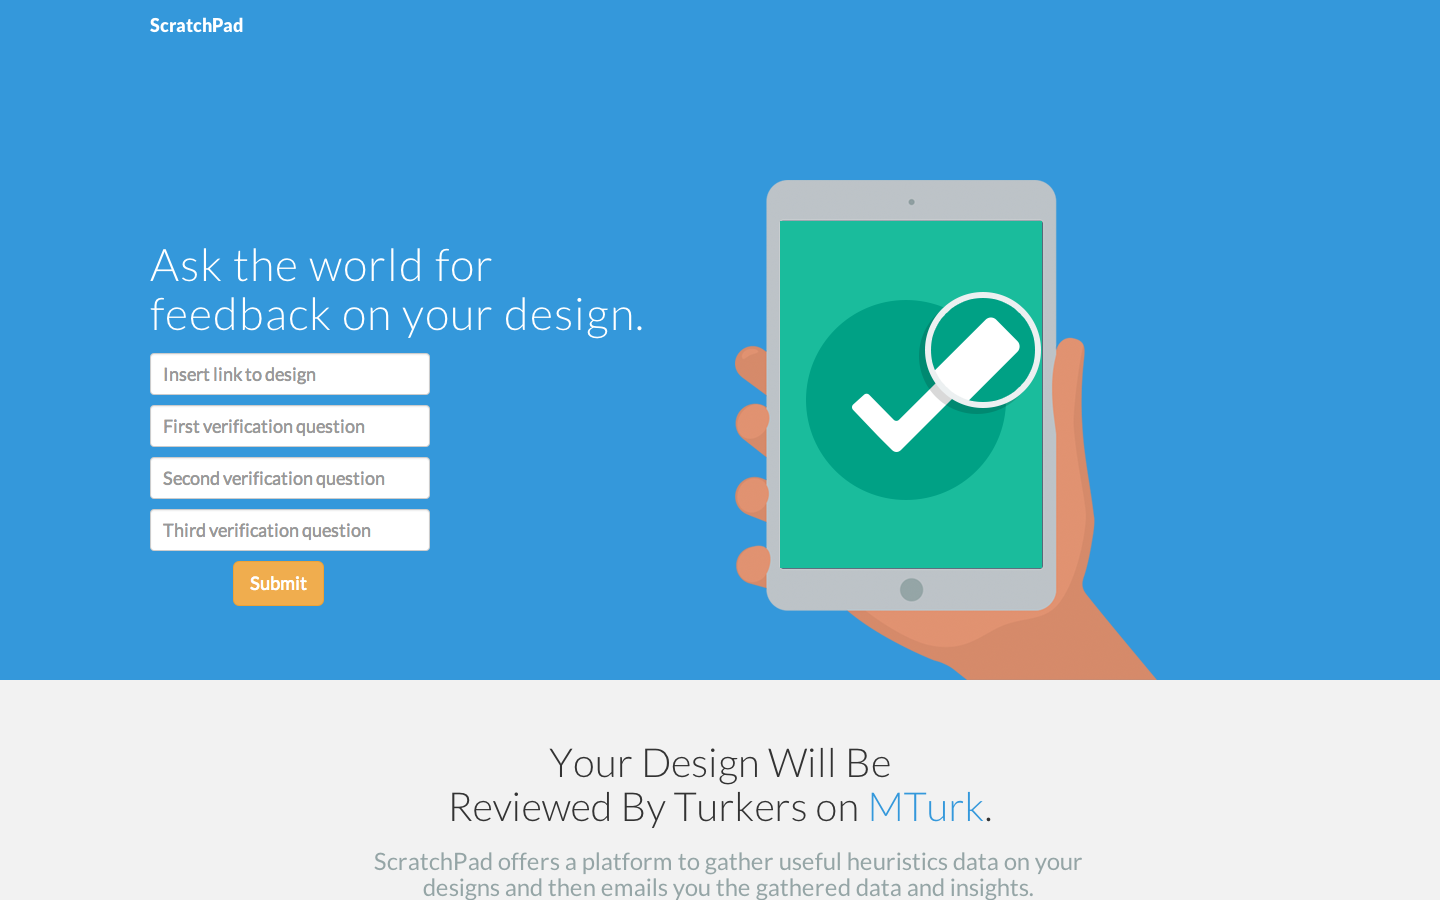 ScratchPad
Ask the world for
feedback on your design.
Insert link to design
First verification question
Second verification question
Third verification question
Submit
Your Design Will Be
Reviewed By Turkers on MTurk.
ScratchPad offers a platform to gather useful heuristics data on your
designs and then emails you the gathered data and insights.